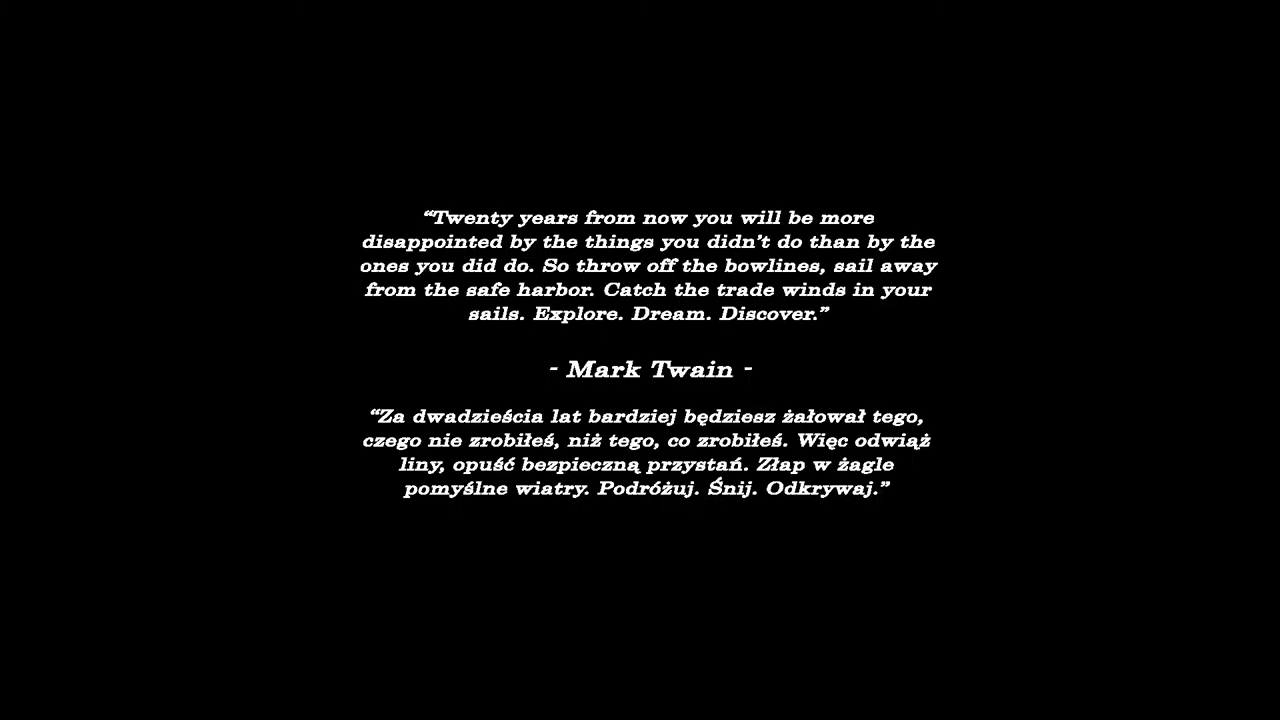 “Twenty years from now you will be more
disappointed by the things you didn’t do than by the
ones you did do. So throw off the bowlines, sail away
from the safe harbor. Catch the trade winds in your
sails. Explore. Dream. Discover.”
- Mark Twain -
“Za dwadzieścia lat bardziej będziesz żałował tego,
czego nie zrobiłeś, niż tego, co zrobiłeś. Więc odwiąż
liny, opuść bezpieczną przystań. Złap w żagle
pomyślne wiatry. Podróżuj. Śnij. Odkrywaj.”